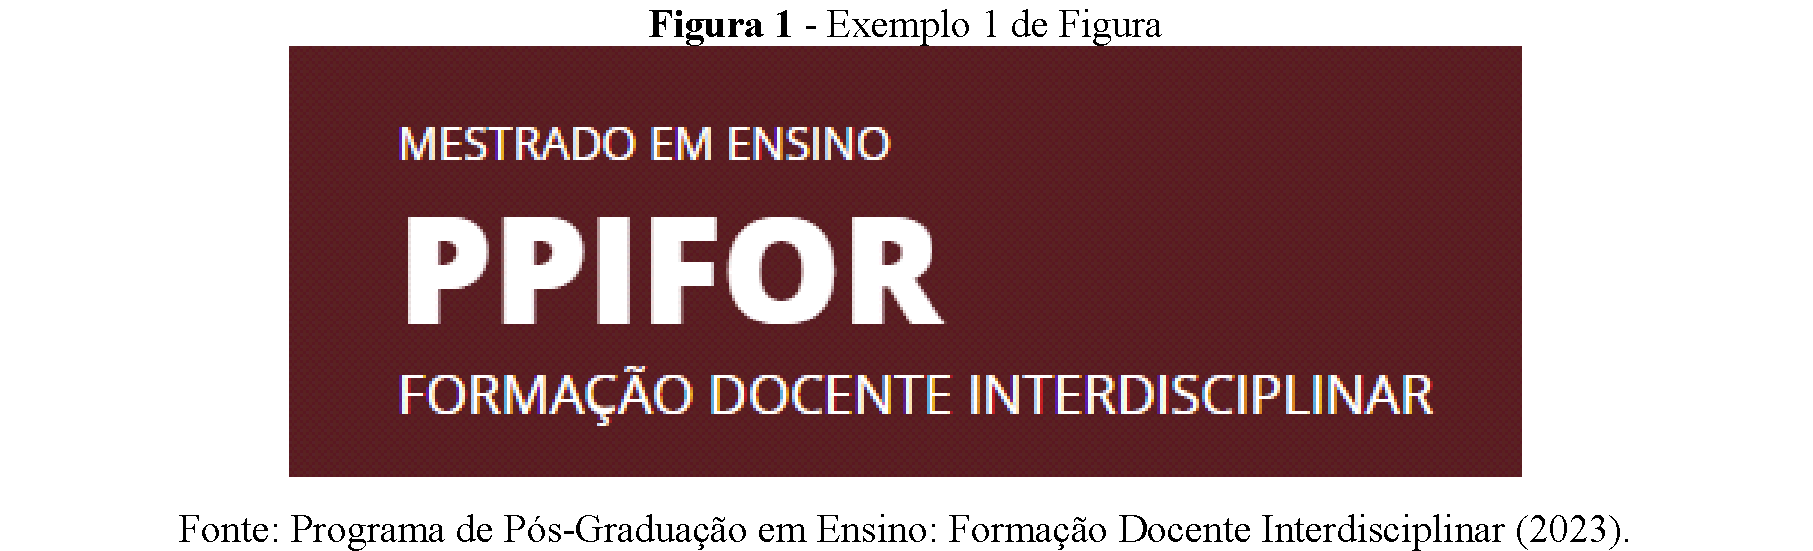 Figura 1 - Exemplo 1 de Figura
MESTRADO EM ENSINO
PPIFOR
FORMAÇÃO DOCENTE INTERDISCIPLINAR
Fonte: Programa de Pós-Graduação em Ensino: Formação Docente Interdisciplinar (2023).